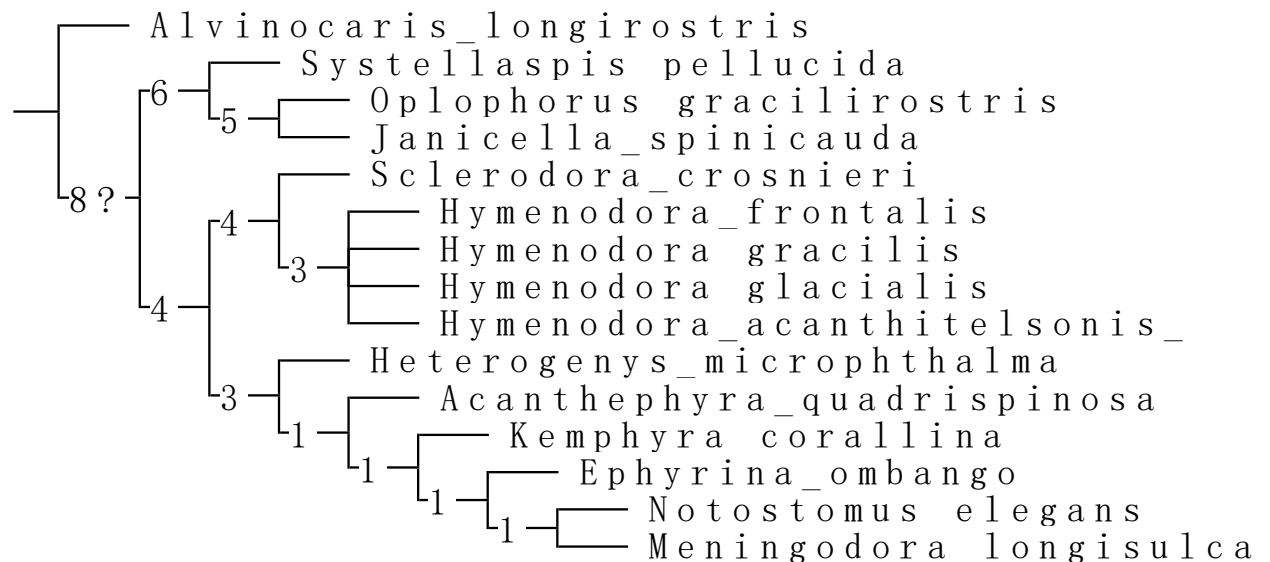 Alvinocaris_longirostris
6 Systellaspis pellucida
5 Oplophorus gracilirostris
Janicella_spinicauda
8? Sclerodora_crosnieri
4 Hymenodora_frontalis
Hymenodora gracilis
3 Hymenodora glacialis
4 Hymenodora_acanthitelsonis_
Heterogenys_microphthalma
3 Acanthephyra_quadrispinosa
1 Kemphyra corallina
1 Ephyrina_ombango
1 Notostomus elegans
1 Meningodora longisulca